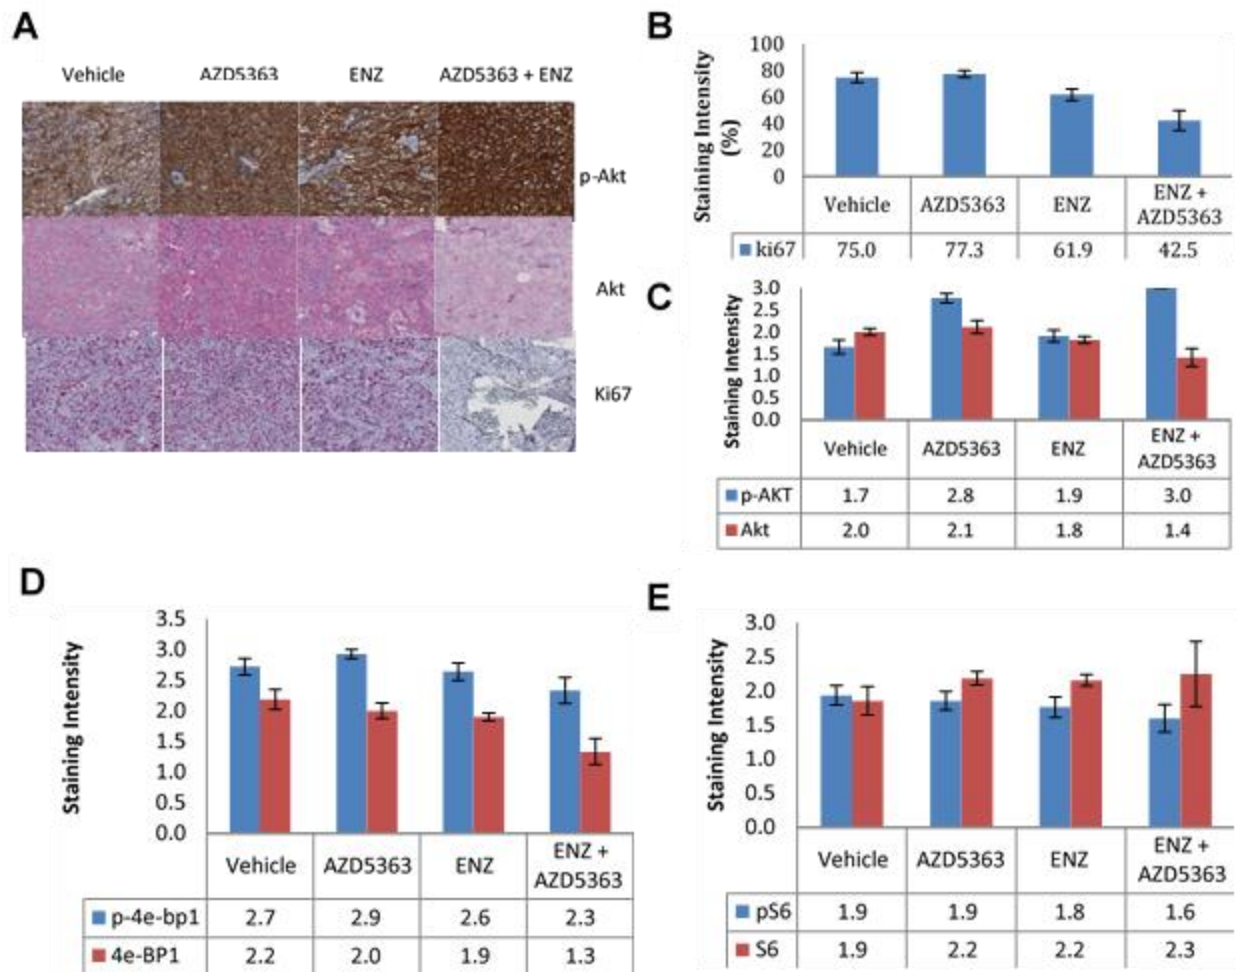 A
Vehicle AZD5363 ENZ AZD5363 + ENZ
p-Akt
Akt
Ki67
B
Staining Intensity
(%)
100
80
60
40
20
0
Vehicle AZD5363 ENZ ENZ +
AZD5363
ki67 75.0 77.3 61.9 42.5
C
Staining Intensity
3.0
2.5
2.0
1.5
1.0
0.5
0.0
Vehicle AZD5363 ENZ ENZ +
AZD5363
p-AKT 1.7 2.8 1.9 3.0
Akt 2.0 2.1 1.8 1.4
D
Staining Intensity
3.5
3.0
2.5
2.0
1.5
1.0
0.5
0.0
Vehicle AZD5363 ENZ ENZ +
AZD5363
p-4e-bp1 2.7 2.9 2.6 2.3
4e-BP1 2.2 2.0 1.9 1.3
E
Staining Intensity
3.0
2.5
2.0
1.5
1.0
0.5
0.0
Vehicle AZD5363 ENZ ENZ +
AZD5363
pS6 1.9 1.9 1.8 1.6
S6 1.9 2.2 2.2 2.3